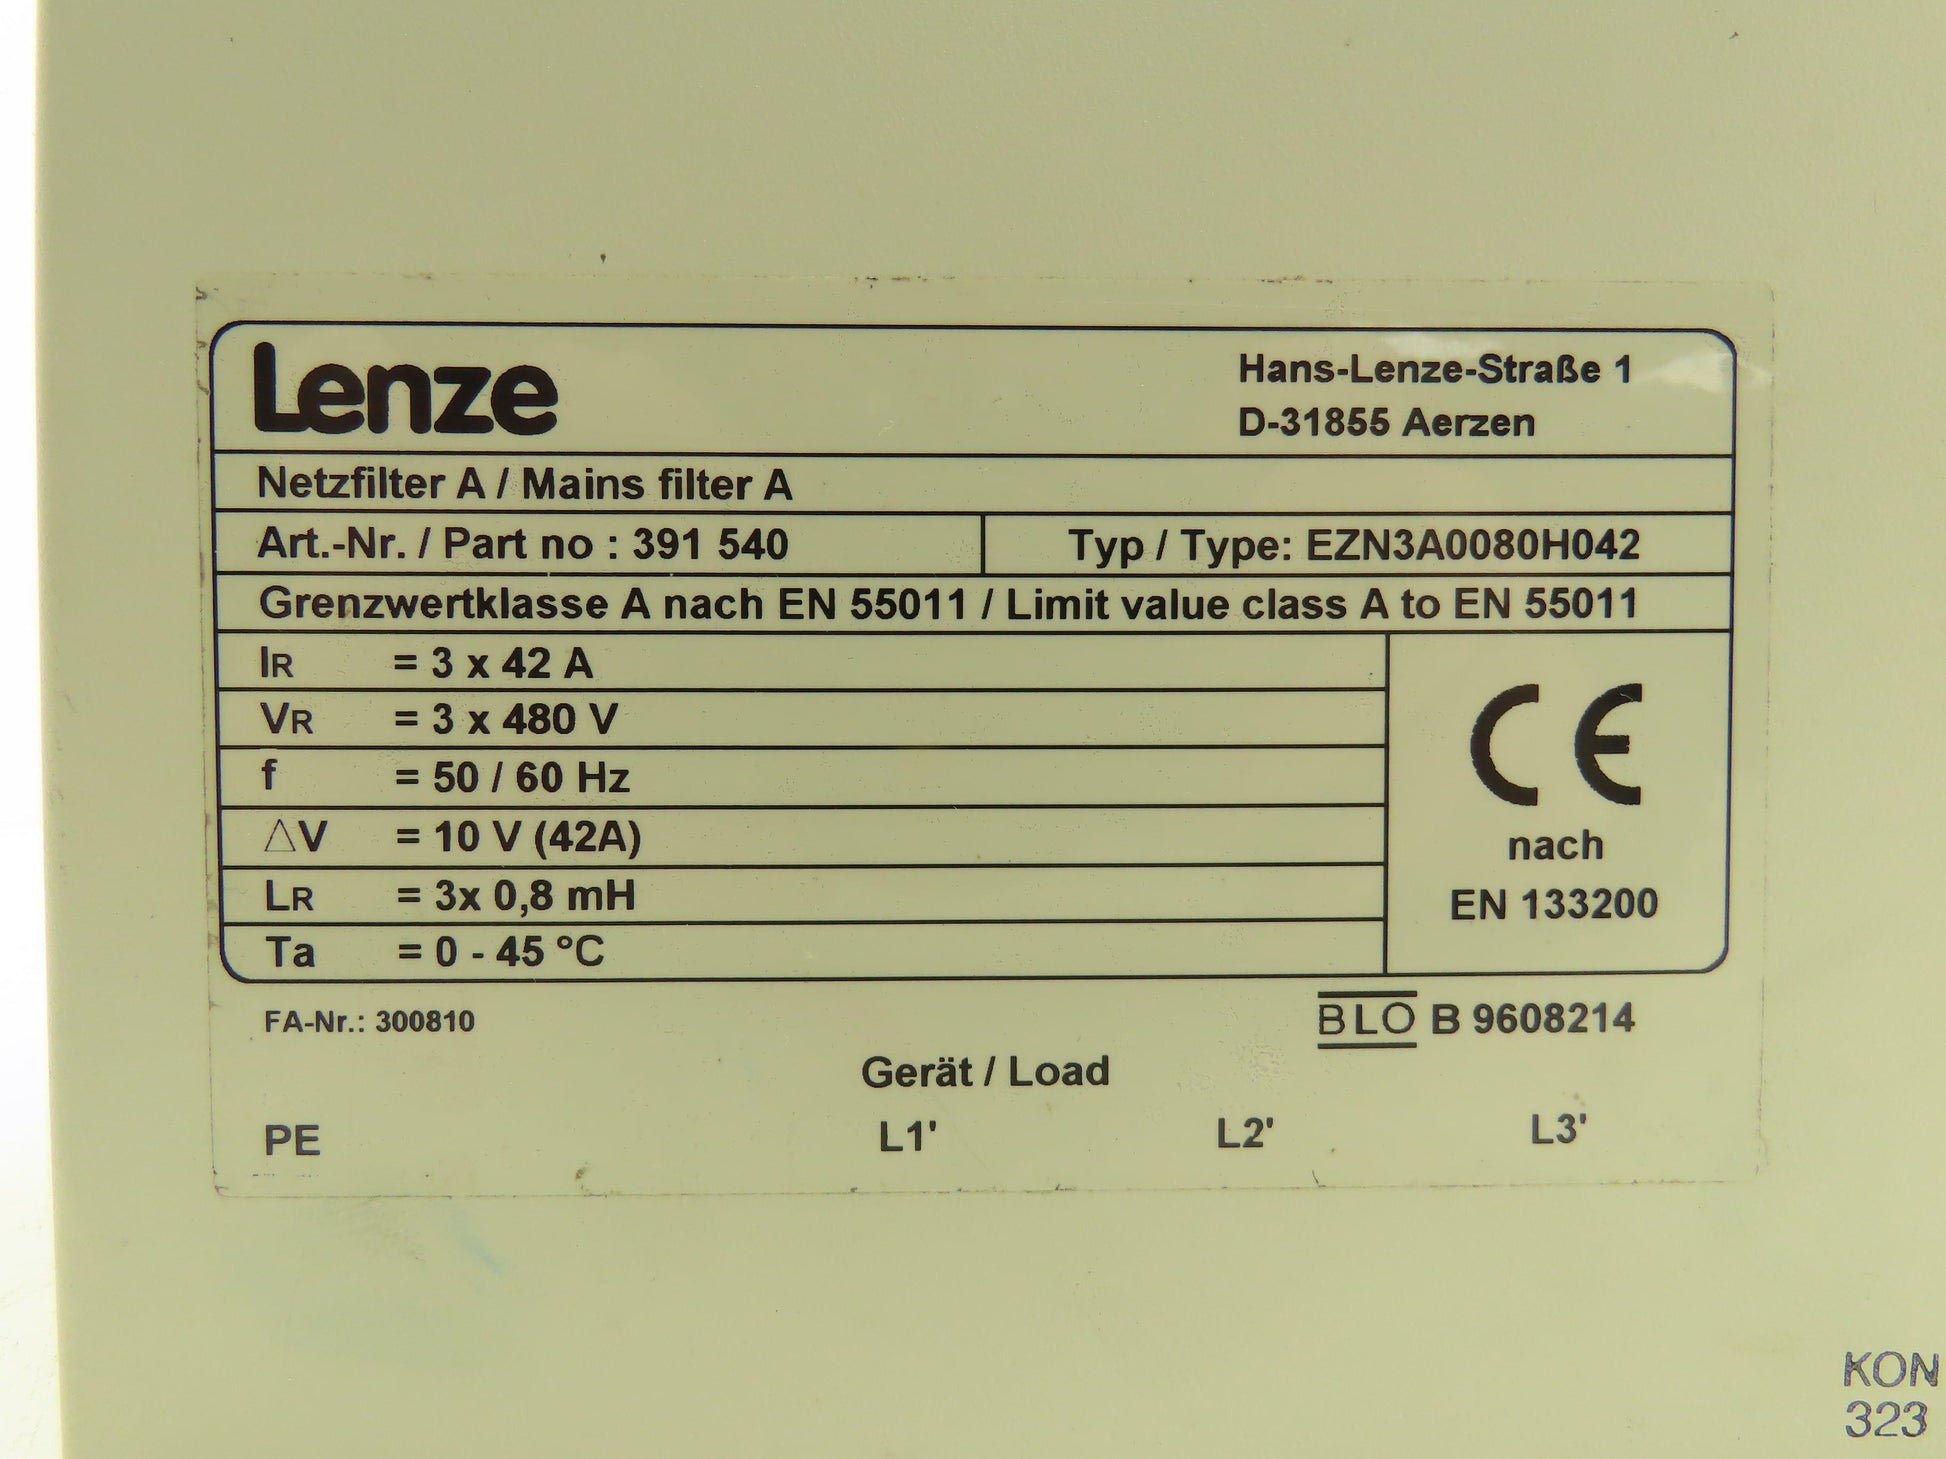 Lenze
Hans-Lenze-Straße 1
D-31855 Aerzen
Netzfilter A / Mains filter A
Art.-Nr. / Part no : 391 540
Typ / Type: EZN3A0080H042
Grenzwertklasse A nach EN 55011 / Limit value class A to EN 55011
IR = 3 x 42 A
VR = 3 x 480 V
f = 50 / 60 Hz
△V = 10 V (42A)
LR = 3x 0,8 mH
Ta = 0 - 45 °C
CE
nach
EN 133200
FA-Nr.: 300810
BLO B 9608214
Gerät / Load
PE L1' L2' L3'
KON
323